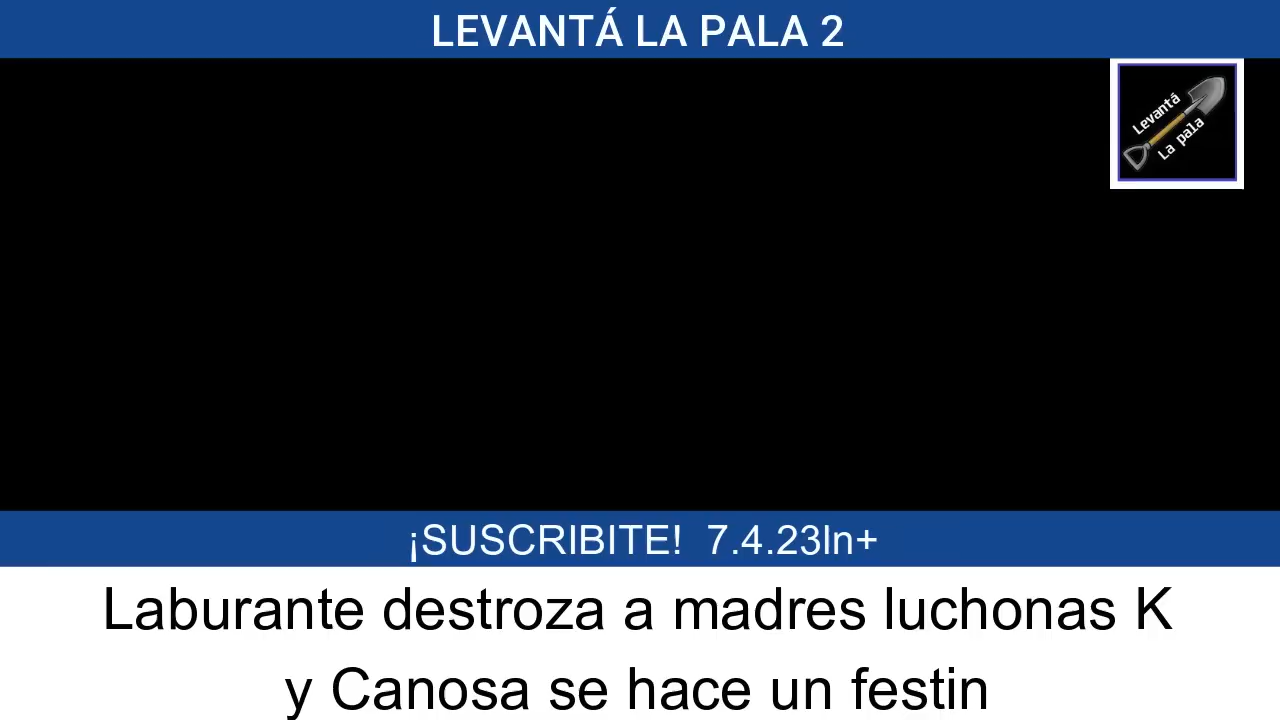 LEVANTÁ LA PALA 2
Levantá
La pala
¡SUSCRIBITE!  7.4.23ln+
Laburante destroza a madres luchonas K
y Canosa se hace un festin